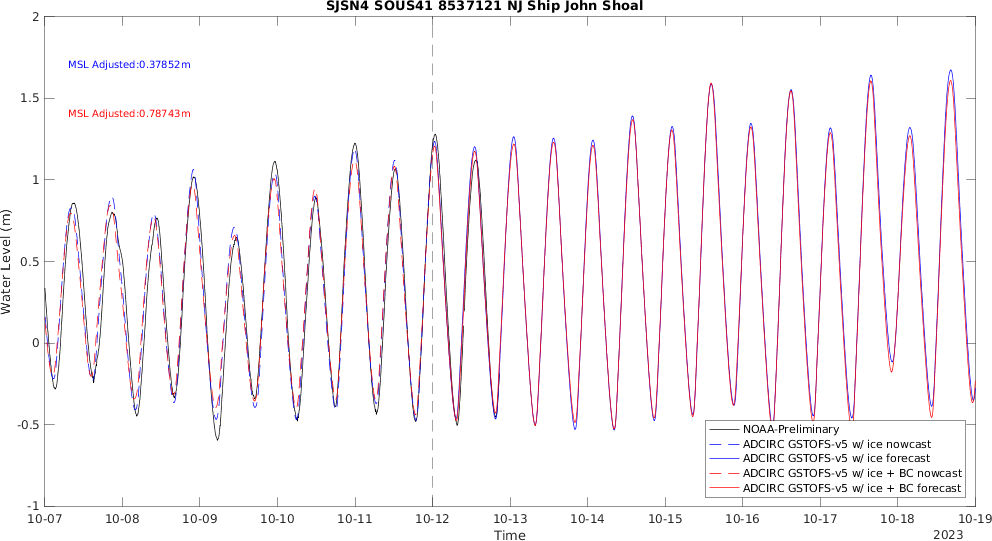 SJSN4 SOUS41 8537121 NJ Ship John Shoal
MSL Adjusted:0.37852m
MSL Adjusted:0.78743m
Water Level (m)
2
1.5
1
0.5
0
-0.5
-1
NOAA-Preliminary
ADCIRC GSTOFS-v5 w/ ice nowcast
ADCIRC GSTOFS-v5 w/ ice forecast
ADCIRC GSTOFS-v5 w/ ice + BC nowcast
ADCIRC GSTOFS-v5 w/ ice + BC forecast
10-07 10-08 10-09 10-10 10-11 10-12 10-13 10-14 10-15 10-16 10-17 10-18 10-19
Time
2023